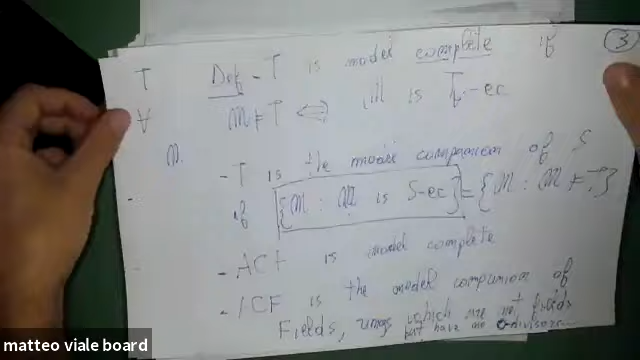 3
T Def - T is model complete if
∀ M ⊨ T ⟺ M is T-ec
M.
- T is the model companion of S
if {M : M is S-ec} = {M : M ⊨ T}
- ACF is model complete
- ACF is the model companion of
Fields, rings which are not fields
but have no 0-divisors
matteo viale board